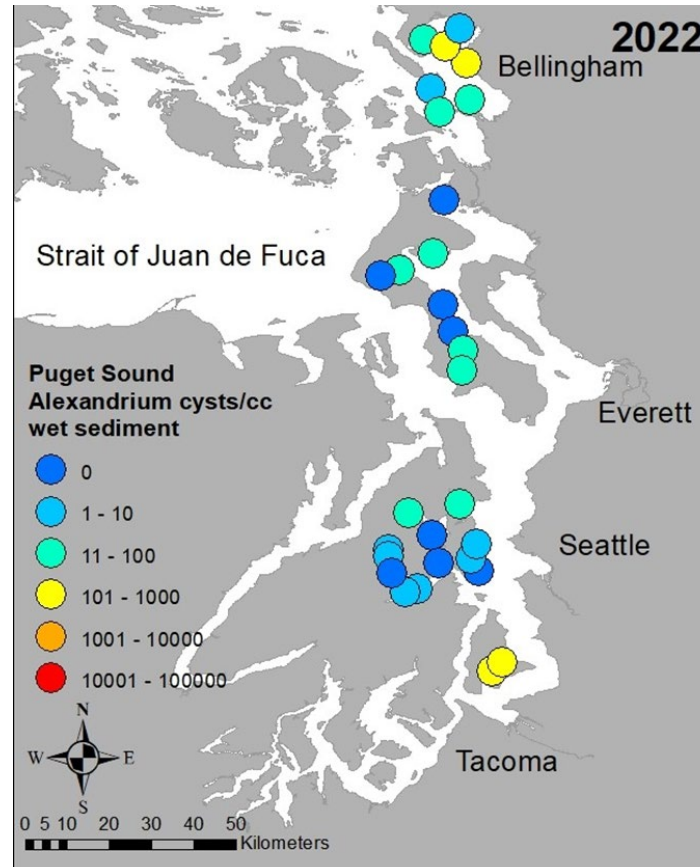 2022
Bellingham
Strait of Juan de Fuca
Puget Sound
Alexandrium cysts/cc
wet sediment
0
1 - 10
11 - 100
101 - 1000
1001 - 10000
10001 - 100000
Everett
Seattle
Tacoma
N
W E
S
0 5 10 20 30 40 50
Kilometers